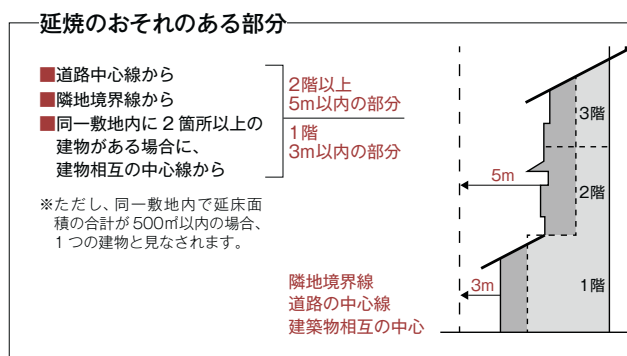 延焼のおそれのある部分
■道路中心線から
■隣地境界線から
■同一敷地内に2箇所以上の
建物がある場合に、
建物相互の中心線から
2階以上
5m以内の部分
1階
3m以内の部分
※ただし、同一敷地内で延床面
積の合計が500㎡以内の場合、
1つの建物と見なされます。
3階
5m
2階
3m
1階
隣地境界線
道路の中心線
建築物相互の中心